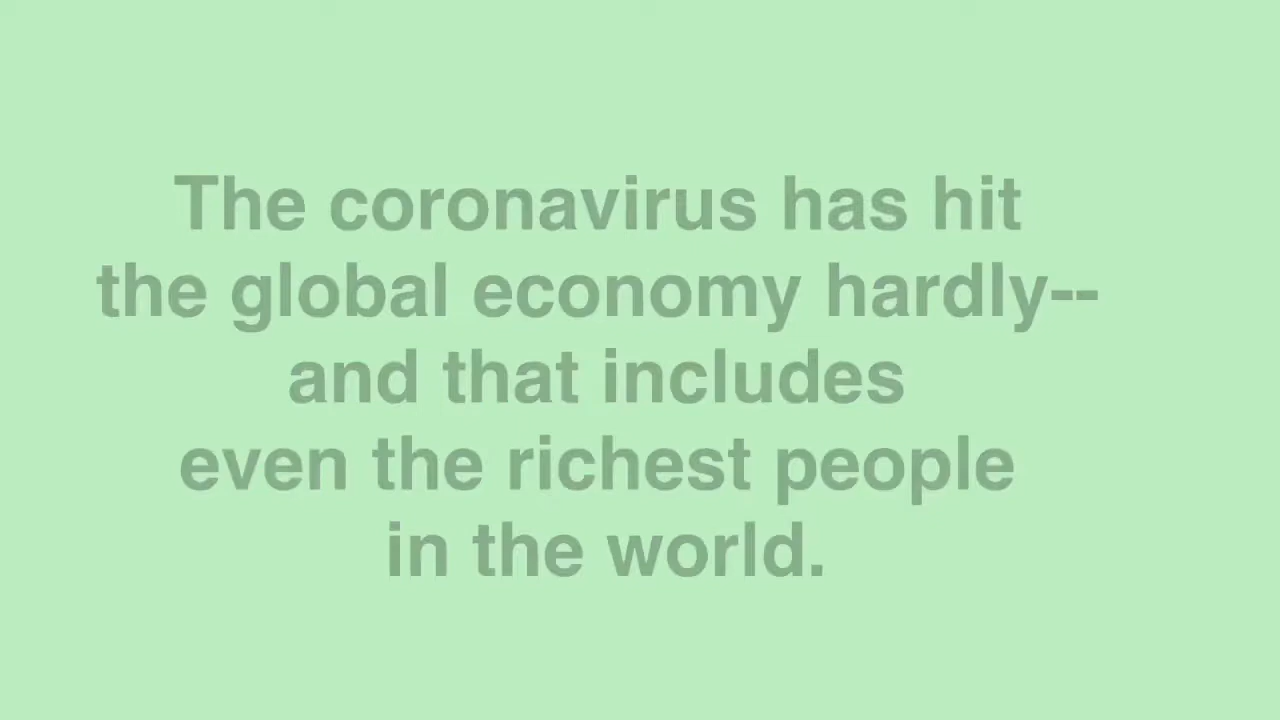 The coronavirus has hit
the global economy hardly--
and that includes
even the richest people
in the world.